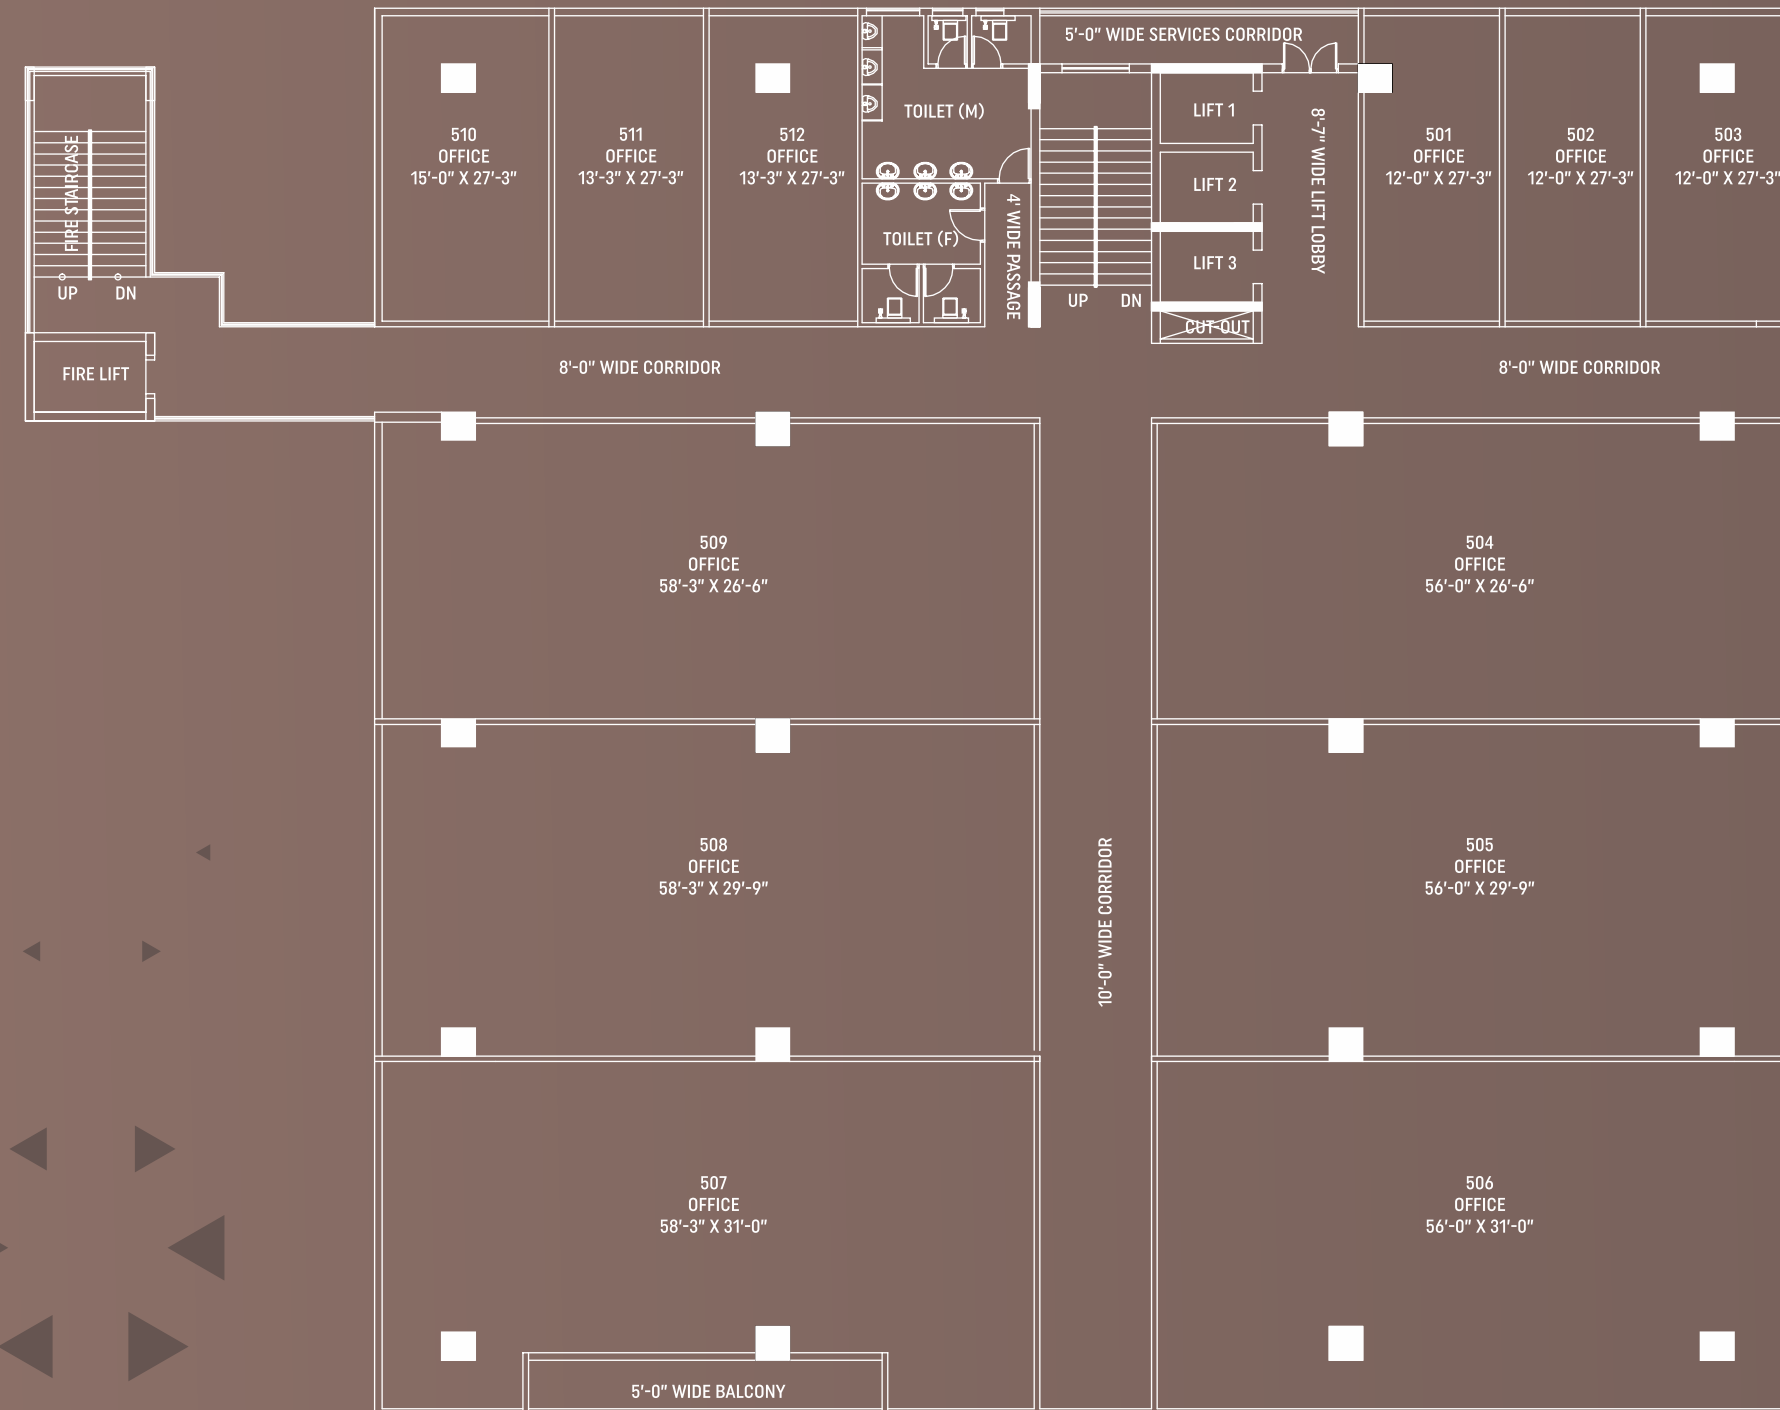 5'-0" WIDE SERVICES CORRIDOR
FIRE STAIRCASE
UP
DN
FIRE LIFT
510
OFFICE
15'-0" X 27'-3"
511
OFFICE
13'-3" X 27'-3"
512
OFFICE
13'-3" X 27'-3"
TOILET (M)
TOILET (F)
4' WIDE PASSAGE
UP
DN
LIFT 1
LIFT 2
LIFT 3
CUT-OUT
8'-7" WIDE LIFT LOBBY
501
OFFICE
12'-0" X 27'-3"
502
OFFICE
12'-0" X 27'-3"
503
OFFICE
12'-0" X 27'-3"
8'-0" WIDE CORRIDOR
8'-0" WIDE CORRIDOR
509
OFFICE
58'-3" X 26'-6"
504
OFFICE
56'-0" X 26'-6"
508
OFFICE
58'-3" X 29'-9"
10'-0" WIDE CORRIDOR
505
OFFICE
56'-0" X 29'-9"
507
OFFICE
58'-3" X 31'-0"
506
OFFICE
56'-0" X 31'-0"
5'-0" WIDE BALCONY